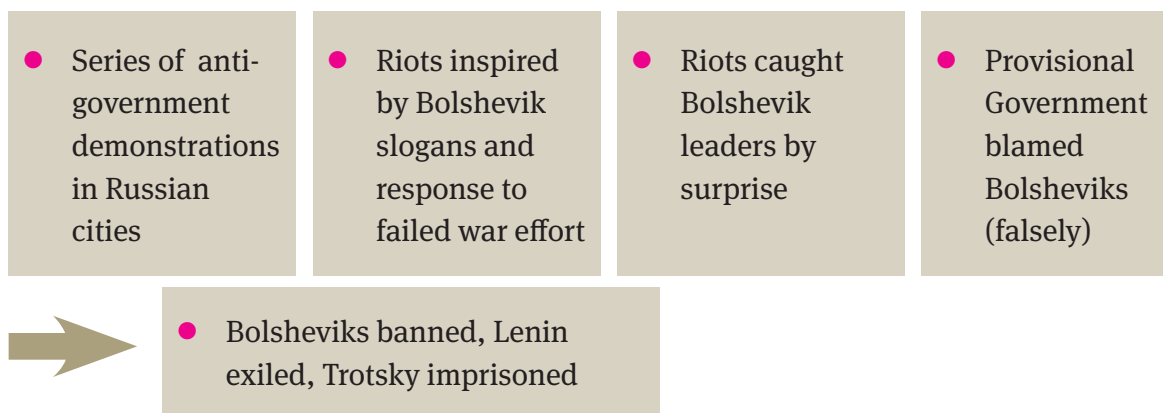 ● Series of anti-
government
demonstrations
in Russian
cities
● Riots inspired
by Bolshevik
slogans and
response to
failed war effort
● Riots caught
Bolshevik
leaders by
surprise
● Provisional
Government
blamed
Bolsheviks
(falsely)
● Bolsheviks banned, Lenin
exiled, Trotsky imprisoned